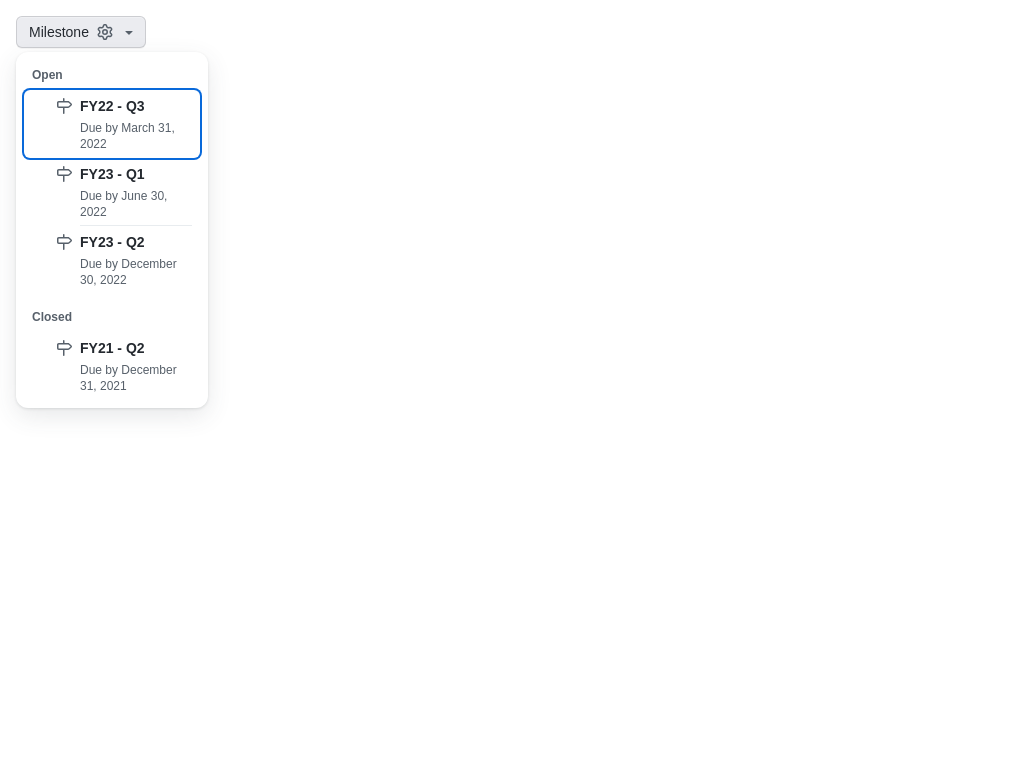 Milestone
Open
FY22 - Q3
Due by March 31,
2022
FY23 - Q1
Due by June 30,
2022
FY23 - Q2
Due by December
30, 2022
Closed
FY21 - Q2
Due by December
31, 2021